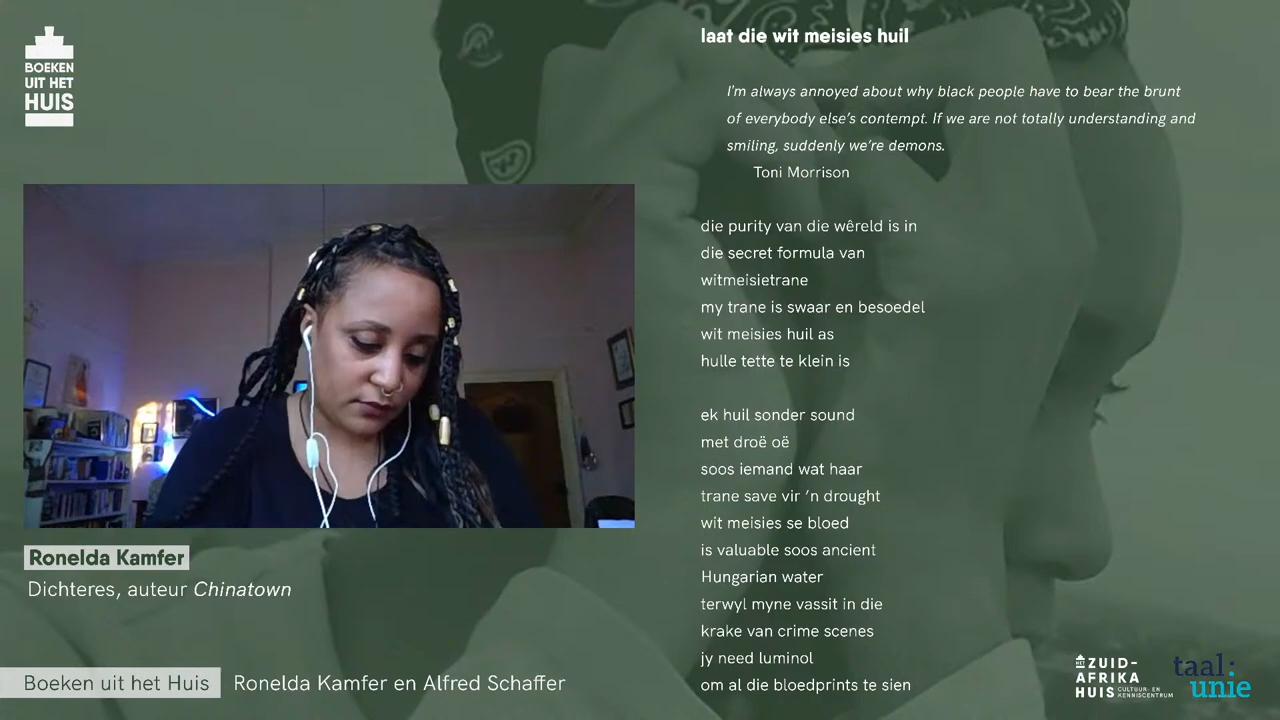 BOEKEN
UIT HET
HUIS
laat die wit meisies huil
I'm always annoyed about why black people have to bear the brunt
of everybody else's contempt. If we are not totally understanding and
smiling, suddenly we're demons.
Toni Morrison
die purity van die wêreld is in
die secret formula van
witmeisietrane
my trane is swaar en besoedel
wit meisies huil as
hulle tette te klein is
ek huil sonder sound
met droë oë
soos iemand wat haar
trane save vir 'n drought
wit meisies se bloed
is valuable soos ancient
Hungarian water
terwyl myne vassit in die
krake van crime scenes
jy need luminol
om al die bloedprints te sien
Ronelda Kamfer
Dichteres, auteur Chinatown
Boeken uit het Huis Ronelda Kamfer en Alfred Schaffer
HET ZUID-
AFRIKA
HUIS CULTUUR- EN
KENNISCENTRUM
taal:
unie